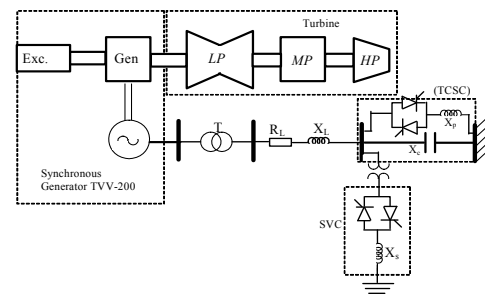 Turbine
Exc.
Gen
LP
MP
HP
(TCSC)
X_p
T
R_L
X_L
X_c
Synchronous
Generator TVV-200
SVC
X_s